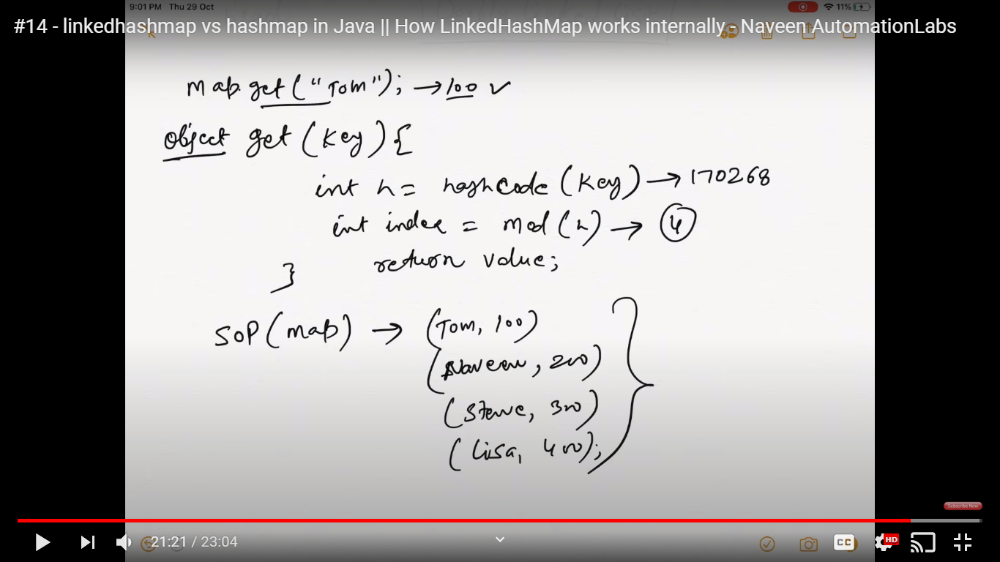 9:01 PM Thu 29 Oct
11%
#14 - linkedhashmap vs hashmap in Java || How LinkedHashMap works internally - Naveen AutomationLabs
map.get("Tom"); → 100 ✓
object get(key){
int h = hashcode(key) → 170268
int index = mod(h) → 4
return value;
}
SOP(map) → (Tom, 100)
(Naveen, 200)
(Steve, 300)
(Lisa, 400);
Subscribe Now
21:21 / 23:04
CC
HD